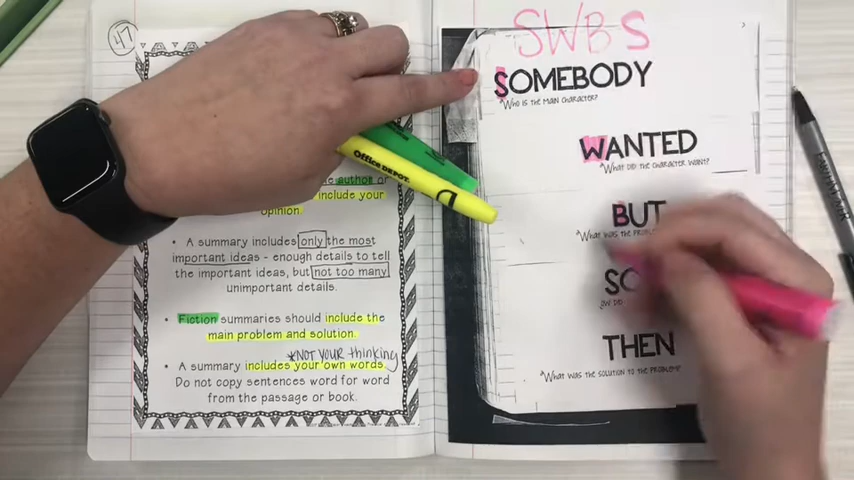 47
SWBS
SOMEBODY
*Who is the main character?
WANTED
*What did the character want?
BUT
*What was the
SO
THEN
*What was the solution to the problem?
OFFICE DEPOT
author or
include your
opinion.
• A summary includes only the most
important ideas - enough details to tell
the important ideas, but not too many
unimportant details.
• Fiction summaries should include the
main problem and solution.
*NOT YOUR thinking
• A summary includes your own words.
Do not copy sentences word for word
from the passage or book.